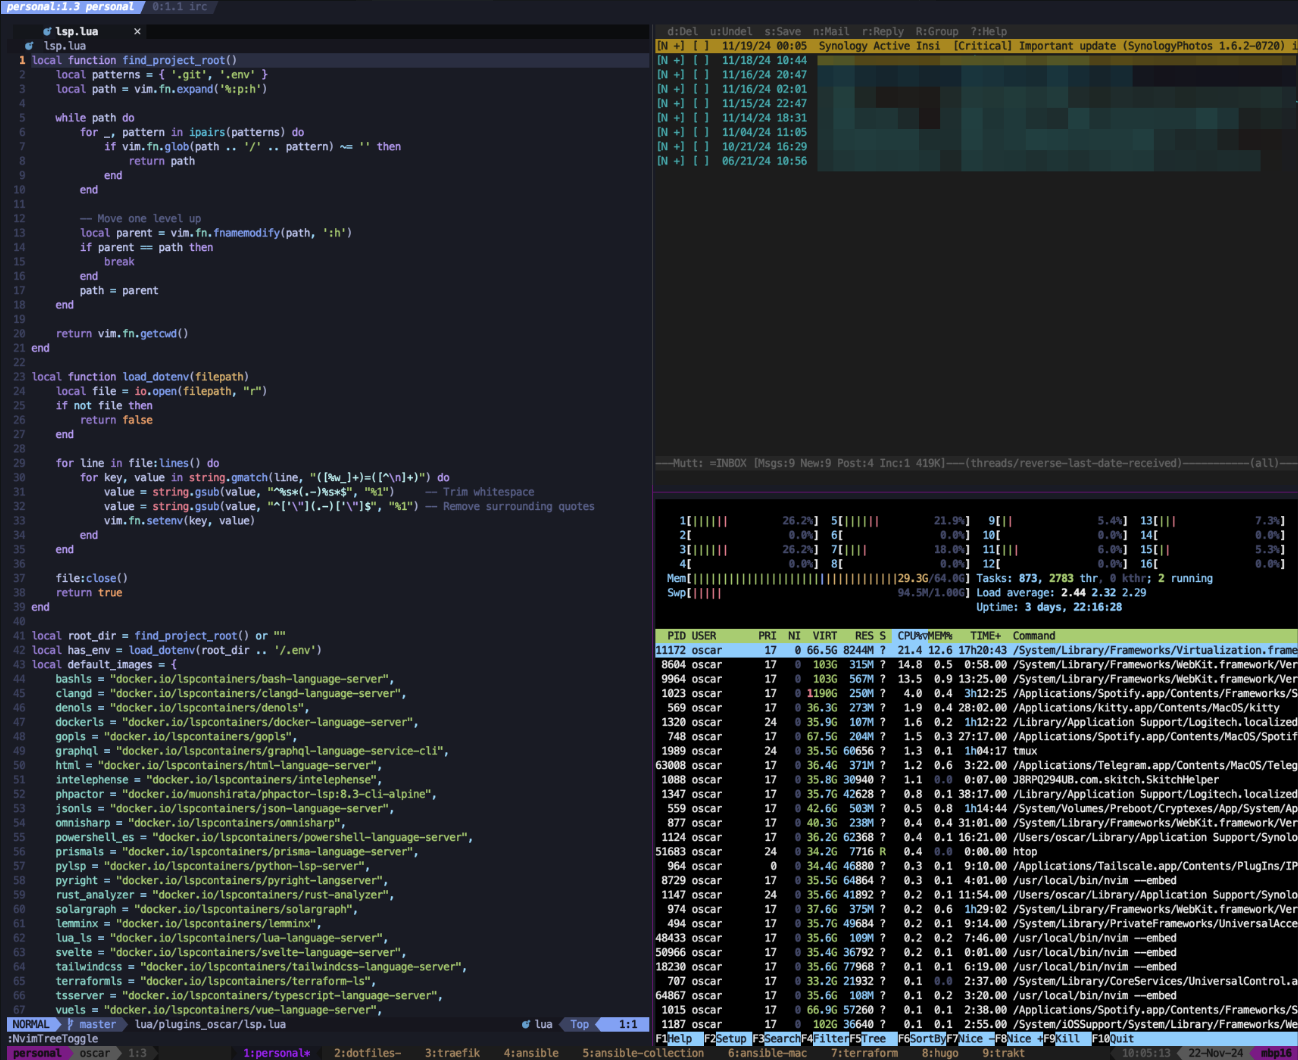 personal:1.3 personal  0:1.1 irc
lsp.lua ×
lsp.lua
1 local function find_project_root()
2     local patterns = { '.git', '.env' }
3     local path = vim.fn.expand('%:p:h')
4
5     while path do
6         for _, pattern in ipairs(patterns) do
7             if vim.fn.glob(path .. '/' .. pattern) ~= '' then
8                 return path
9             end
10         end
11
12         -- Move one level up
13         local parent = vim.fn.fnamemodify(path, ':h')
14         if parent == path then
15             break
16         end
17         path = parent
18     end
19
20     return vim.fn.getcwd()
21 end
22
23 local function load_dotenv(filepath)
24     local file = io.open(filepath, "r")
25     if not file then
26         return false
27     end
28
29     for line in file:lines() do
30         for key, value in string.gmatch(line, "([%w_]+)=([^\n]+)") do
31             value = string.gsub(value, "^%s*(.-)%s*$", "%1")     -- Trim whitespace
32             value = string.gsub(value, "^['\"](.-)['\"]$", "%1") -- Remove surrounding quotes
33             vim.fn.setenv(key, value)
34         end
35     end
36
37     file:close()
38     return true
39 end
40
41 local root_dir = find_project_root() or ""
42 local has_env = load_dotenv(root_dir .. '/.env')
43 local default_images = {
44     bashls = "docker.io/lspcontainers/bash-language-server",
45     clangd = "docker.io/lspcontainers/clangd-language-server",
46     denols = "docker.io/lspcontainers/denols",
47     dockerls = "docker.io/lspcontainers/docker-language-server",
48     gopls = "docker.io/lspcontainers/gopls",
49     graphql = "docker.io/lspcontainers/graphql-language-service-cli",
50     html = "docker.io/lspcontainers/html-language-server",
51     intelephense = "docker.io/lspcontainers/intelephense",
52     phpactor = "docker.io/muonshirata/phpactor-lsp:8.3-cli-alpine",
53     jsonls = "docker.io/lspcontainers/json-language-server",
54     omnisharp = "docker.io/lspcontainers/omnisharp",
55     powershell_es = "docker.io/lspcontainers/powershell-language-server",
56     prismals = "docker.io/lspcontainers/prisma-language-server",
57     pylsp = "docker.io/lspcontainers/python-lsp-server",
58     pyright = "docker.io/lspcontainers/pyright-langserver",
59     rust_analyzer = "docker.io/lspcontainers/rust-analyzer",
60     solargraph = "docker.io/lspcontainers/solargraph",
61     lemminx = "docker.io/lspcontainers/lemminx",
62     lua_ls = "docker.io/lspcontainers/lua-language-server",
63     svelte = "docker.io/lspcontainers/svelte-language-server",
64     tailwindcss = "docker.io/lspcontainers/tailwindcss-language-server",
65     terraformls = "docker.io/lspcontainers/terraform-ls",
66     tsserver = "docker.io/lspcontainers/typescript-language-server",
67     vuels = "docker.io/lspcontainers/vue-language-server",
NORMAL master lua/plugins_oscar/lsp.lua lua Top 1:1
:NvimTreeToggle
d:Del  u:Undel  s:Save  m:Mail  r:Reply  R:Group  ?:Help
[N +] [ ]  11/19/24 00:05  Synology Active Insi  [Critical] Important update (SynologyPhotos 1.6.2-0720) i
[N +] [ ]  11/18/24 10:44
[N +] [ ]  11/16/24 20:47
[N +] [ ]  11/16/24 02:01
[N +] [ ]  11/15/24 22:47
[N +] [ ]  11/14/24 18:31
[N +] [ ]  11/04/24 11:05
[N +] [ ]  10/21/24 16:29
[N +] [ ]  06/21/24 10:56
---Mutt: =INBOX [Msgs:9 New:9 Post:4 Inc:1 419K]---(threads/reverse-last-date-received)-----------(all)---
1[|||||| 26.2%]  5[|||||| 21.9%]  9[|| 5.4%]  13[||| 7.3%]
2[ 0.0%]  6[ 0.0%]  10[ 0.0%]  14[ 0.0%]
3[|||||| 26.2%]  7[|||| 18.0%]  11[||| 6.0%]  15[|| 5.3%]
4[ 0.0%]  8[ 0.0%]  12[ 0.0%]  16[ 0.0%]
Mem[||||||||||||||||||||||||||||||||||29.3G/64.0G]  Tasks: 873, 2783 thr, 0 kthr; 2 running
Swp[||||| 94.5M/1.00G]  Load average: 2.44 2.32 2.29
Uptime: 3 days, 22:16:28
PID USER PRI NI VIRT RES S CPU%▽MEM% TIME+ Command
11172 oscar 17 0 66.5G 8244M ? 21.4 12.6 17h20:43 /System/Library/Frameworks/Virtualization.frame
8604 oscar 17 0 103G 315M ? 14.8 0.5 0:58.00 /System/Library/Frameworks/WebKit.framework/Ver
9964 oscar 17 0 103G 567M ? 13.5 0.9 13:25.00 /System/Library/Frameworks/WebKit.framework/Ver
1023 oscar 17 0 1190G 250M ? 4.0 0.4 3h12:25 /Applications/Spotify.app/Contents/Frameworks/S
569 oscar 17 0 36.3G 273M ? 1.9 0.4 28:02.00 /Applications/kitty.app/Contents/MacOS/kitty
1320 oscar 24 0 35.9G 107M ? 1.6 0.2 1h12:22 /Library/Application Support/Logitech.localized
748 oscar 17 0 67.5G 204M ? 1.5 0.3 27:17.00 /Applications/Spotify.app/Contents/MacOS/Spotif
1989 oscar 24 0 35.5G 60656 ? 1.3 0.1 1h04:17 tmux
63008 oscar 17 0 36.4G 371M ? 1.2 0.6 3:22.00 /Applications/Telegram.app/Contents/MacOS/Teleg
1088 oscar 17 0 35.8G 30940 ? 1.1 0.0 0:07.00 J8RPQ294UB.com.skitch.SkitchHelper
1347 oscar 17 0 35.7G 42628 ? 0.8 0.1 38:17.00 /Library/Application Support/Logitech.localized
559 oscar 17 0 42.6G 503M ? 0.5 0.8 1h14:44 /System/Volumes/Preboot/Cryptexes/App/System/Ap
877 oscar 17 0 40.3G 238M ? 0.4 0.4 31:01.00 /System/Library/Frameworks/WebKit.framework/Ver
1124 oscar 17 0 36.2G 62368 ? 0.4 0.1 16:21.00 /Users/oscar/Library/Application Support/Synolo
51683 oscar 24 0 34.2G 7716 R 0.4 0.0 0:00.00 htop
964 oscar 0 0 34.4G 46880 ? 0.3 0.1 9:10.00 /Applications/Tailscale.app/Contents/PlugIns/IP
8729 oscar 17 0 35.5G 64864 ? 0.3 0.1 4:01.00 /usr/local/bin/nvim --embed
1147 oscar 24 0 35.6G 41892 ? 0.2 0.1 11:54.00 /Users/oscar/Library/Application Support/Synolo
974 oscar 17 0 37.6G 375M ? 0.2 0.6 1h29:02 /System/Library/Frameworks/WebKit.framework/Ver
494 oscar 17 0 35.7G 49684 ? 0.2 0.1 9:14.00 /System/Library/PrivateFrameworks/UniversalAcce
48433 oscar 17 0 35.6G 109M ? 0.2 0.2 7:46.00 /usr/local/bin/nvim --embed
50966 oscar 17 0 35.4G 36792 ? 0.2 0.1 0:01.00 /usr/local/bin/nvim --embed
18230 oscar 17 0 35.6G 77968 ? 0.1 0.1 6:19.00 /usr/local/bin/nvim --embed
707 oscar 17 0 33.2G 21932 ? 0.1 0.0 2:37.00 /System/Library/CoreServices/UniversalControl.a
64867 oscar 17 0 35.6G 108M ? 0.1 0.2 3:20.00 /usr/local/bin/nvim --embed
1015 oscar 17 0 66.9G 57260 ? 0.1 0.1 2:38.00 /Applications/Spotify.app/Contents/Frameworks/S
1187 oscar 17 0 102G 36640 ? 0.1 0.1 2:55.00 /System/iOSSupport/System/Library/Frameworks/We
F1Help F2Setup F3SearchF4FilterF5Tree F6SortByF7Nice -F8Nice +F9Kill F10Quit
personal oscar 1:3 1:personal* 2:dotfiles- 3:traefik 4:ansible 5:ansible-collection 6:ansible-mac 7:terraform 8:hugo 9:trakt 10:05:13 22-Nov-24 mbp16